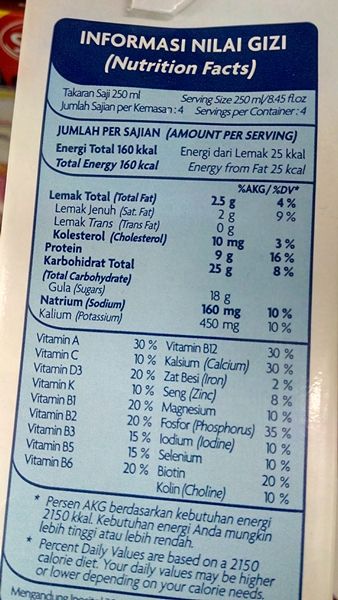 INFORMASI NILAI GIZI
(Nutrition Facts)
Takaran Saji 250 ml Serving Size 250 ml/8.45 fl.oz
Jumlah Sajian per Kemasan : 4 Servings per Container : 4
JUMLAH PER SAJIAN (AMOUNT PER SERVING)
Energi Total 160 kkal Energi dari Lemak 25 kkal
Total Energy 160 kcal Energy from Fat 25 kcal
%AKG/%DV*
Lemak Total (Total Fat) 2.5 g 4 %
Lemak Jenuh (Sat. Fat) 2 g 9 %
Lemak Trans (Trans Fat) 0 g
Kolesterol (Cholesterol) 10 mg 3 %
Protein 9 g 16 %
Karbohidrat Total 25 g 8 %
(Total Carbohydrate)
Gula (Sugars) 18 g
Natrium (Sodium) 160 mg 10 %
Kalium (Potassium) 450 mg 10 %
Vitamin A 30 % Vitamin B12 30 %
Vitamin C 10 % Kalsium (Calcium) 30 %
Vitamin D3 20 % Zat Besi (Iron) 2 %
Vitamin K 10 % Seng (Zinc) 8 %
Vitamin B1 20 % Magnesium 10 %
Vitamin B2 20 % Fosfor (Phosphorus) 35 %
Vitamin B3 15 % Iodium (Iodine) 10 %
Vitamin B5 15 % Selenium 10 %
Vitamin B6 20 % Biotin 20 %
Kolin (Choline) 10 %
* Persen AKG berdasarkan kebutuhan energi
2150 kkal. Kebutuhan energi Anda mungkin
lebih tinggi atau lebih rendah.
* Percent Daily Values are based on a 2150
calorie diet. Your daily values may be higher
or lower depending on your calorie needs.
Mengandung